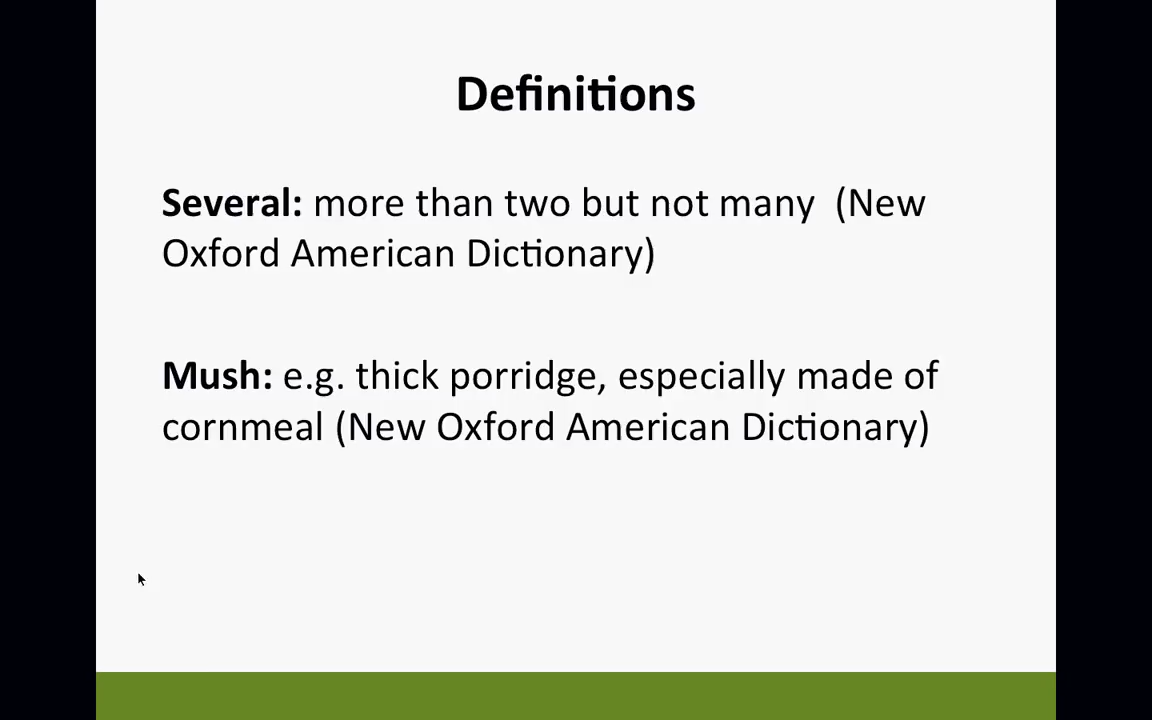 Definitions
Several: more than two but not many  (New
Oxford American Dictionary)
Mush: e.g. thick porridge, especially made of
cornmeal (New Oxford American Dictionary)